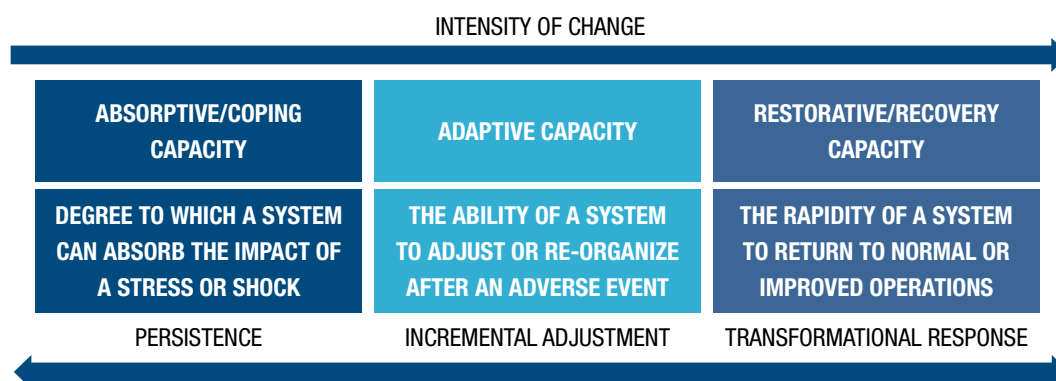 INTENSITY OF CHANGE
ABSORPTIVE/COPING
CAPACITY
ADAPTIVE CAPACITY
RESTORATIVE/RECOVERY
CAPACITY
DEGREE TO WHICH A SYSTEM
CAN ABSORB THE IMPACT OF
A STRESS OR SHOCK
THE ABILITY OF A SYSTEM
TO ADJUST OR RE-ORGANIZE
AFTER AN ADVERSE EVENT
THE RAPIDITY OF A SYSTEM
TO RETURN TO NORMAL OR
IMPROVED OPERATIONS
PERSISTENCE
INCREMENTAL ADJUSTMENT
TRANSFORMATIONAL RESPONSE